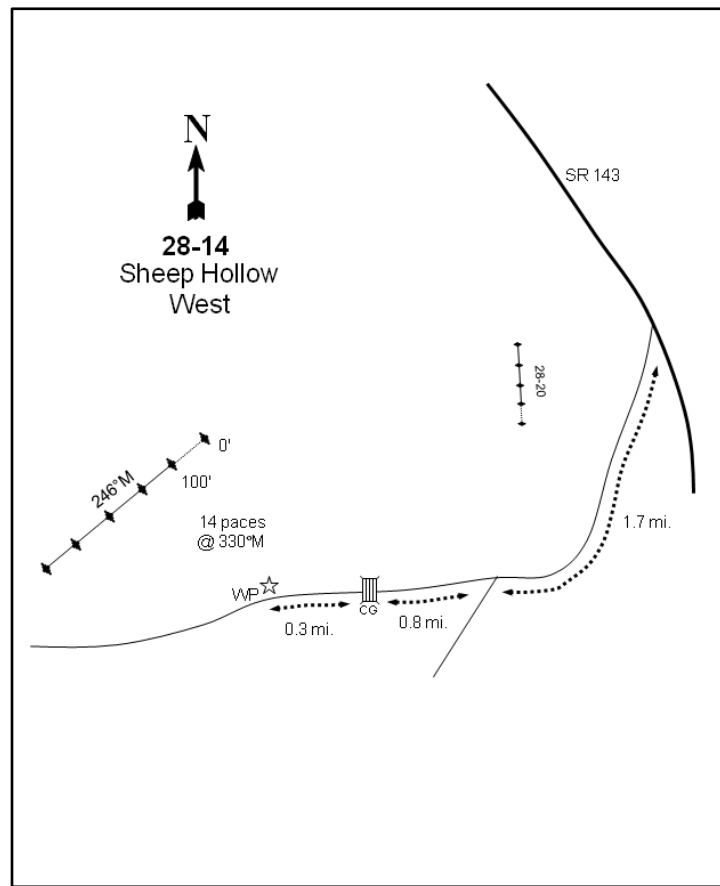 N
28-14
Sheep Hollow
West
SR 143
28-20
0'
100'
246°M
14 paces
@ 330°M
1.7 mi.
WP
CG
0.3 mi.
0.8 mi.